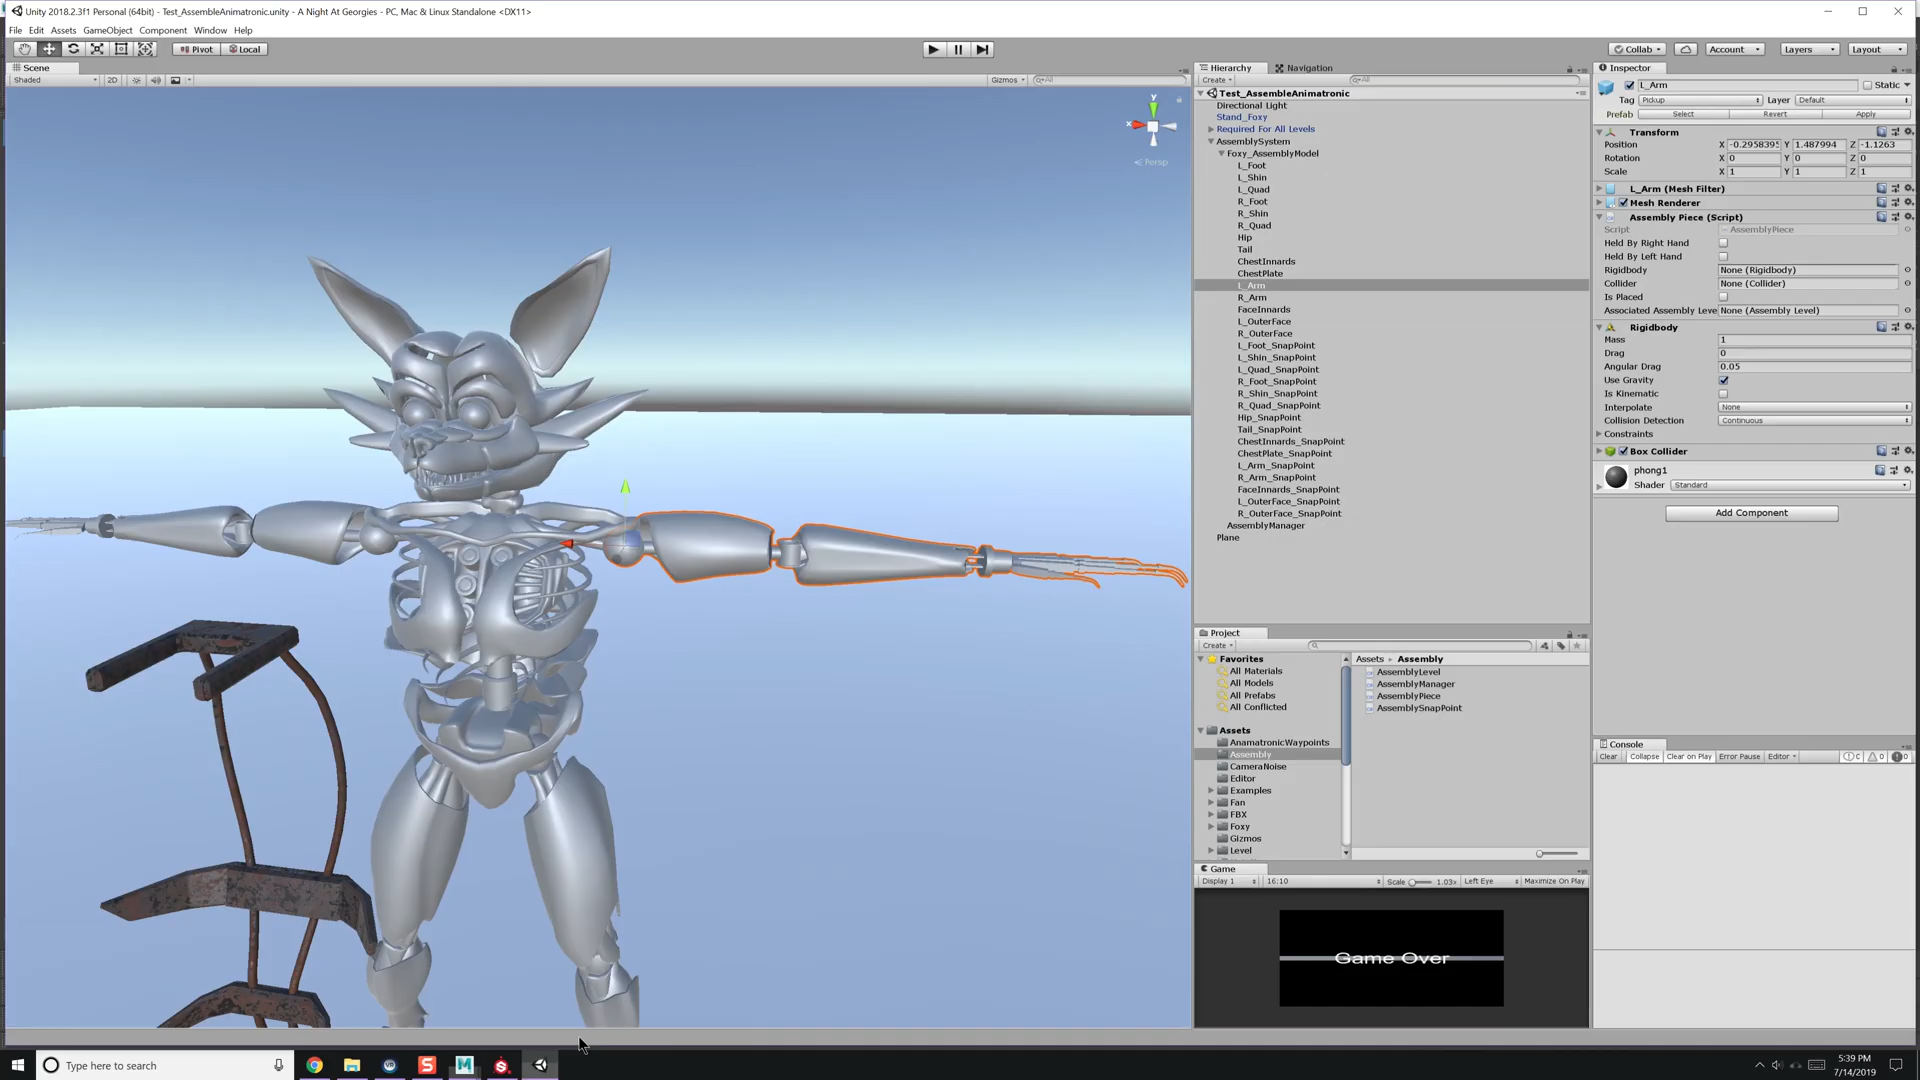 Unity 2018.2.3f1 Personal (64bit) - Test_AssembleAnimatronic.unity - A Night At Georgies - PC, Mac & Linux Standalone <DX11>
File Edit Assets GameObject Component Window Help
Pivot Local
Collab Account Layers Layout
Scene
Shaded 2D Gizmos All
y
x
Persp
Hierarchy Navigation
Create All
Test_AssembleAnimatronic
Directional Light
Stand_Foxy
Required For All Levels
AssemblySystem
Foxy_AssemblyModel
L_Foot
L_Shin
L_Quad
R_Foot
R_Shin
R_Quad
Hip
Tail
ChestInnards
ChestPlate
L_Arm
R_Arm
FaceInnards
L_OuterFace
R_OuterFace
L_Foot_SnapPoint
L_Shin_SnapPoint
L_Quad_SnapPoint
R_Foot_SnapPoint
R_Shin_SnapPoint
R_Quad_SnapPoint
Hip_SnapPoint
Tail_SnapPoint
ChestInnards_SnapPoint
ChestPlate_SnapPoint
L_Arm_SnapPoint
R_Arm_SnapPoint
FaceInnards_SnapPoint
L_OuterFace_SnapPoint
R_OuterFace_SnapPoint
AssemblyManager
Plane
Project
Create
Favorites
All Materials
All Models
All Prefabs
All Conflicted
Assets
AnamatronicWaypoints
Assembly
CameraNoise
Editor
Examples
Fan
FBX
Foxy
Gizmos
Level
Assets Assembly
AssemblyLevel
AssemblyManager
AssemblyPiece
AssemblySnapPoint
Game
Display 1 16:10 Scale 1.03x Left Eye Maximize On Play
Game Over
Inspector
L_Arm Static
Tag Pickup Layer Default
Prefab Select Revert Apply
Transform
Position X -0.2958395 Y 1.487994 Z -1.1263
Rotation X 0 Y 0 Z 0
Scale X 1 Y 1 Z 1
L_Arm (Mesh Filter)
Mesh Renderer
Assembly Piece (Script)
Script AssemblyPiece
Held By Right Hand
Held By Left Hand
Rigidbody None (Rigidbody)
Collider None (Collider)
Is Placed
Associated Assembly Leve None (Assembly Level)
Rigidbody
Mass 1
Drag 0
Angular Drag 0.05
Use Gravity
Is Kinematic
Interpolate None
Collision Detection Continuous
Constraints
Box Collider
phong1
Shader Standard
Add Component
Console
Clear Collapse Clear on Play Error Pause Editor 0 0 0
Type here to search
5:39 PM
7/14/2019